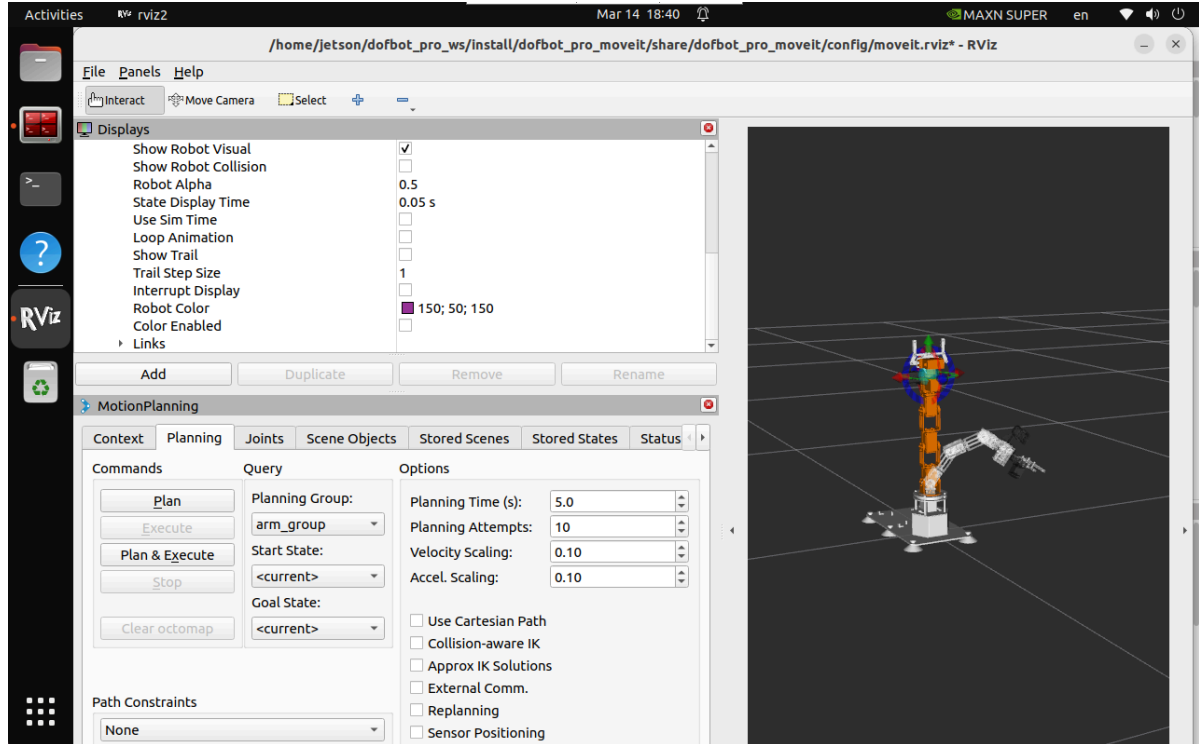 Activities RViz rviz2 Mar 14 18:40 MAXN SUPER en
/home/jetson/dofbot_pro_ws/install/dofbot_pro_moveit/share/dofbot_pro_moveit/config/moveit.rviz* - RViz
File Panels Help
Interact Move Camera Select
Displays
Show Robot Visual
Show Robot Collision
Robot Alpha 0.5
State Display Time 0.05 s
Use Sim Time
Loop Animation
Show Trail
Trail Step Size 1
Interrupt Display
Robot Color 150; 50; 150
Color Enabled
Links
Add Duplicate Remove Rename
MotionPlanning
Context Planning Joints Scene Objects Stored Scenes Stored States Status
Commands
Plan
Execute
Plan & Execute
Stop
Clear octomap
Query
Planning Group:
arm_group
Start State:
<current>
Goal State:
<current>
Options
Planning Time (s): 5.0
Planning Attempts: 10
Velocity Scaling: 0.10
Accel. Scaling: 0.10
Use Cartesian Path
Collision-aware IK
Approx IK Solutions
External Comm.
Replanning
Sensor Positioning
Path Constraints
None
RViz